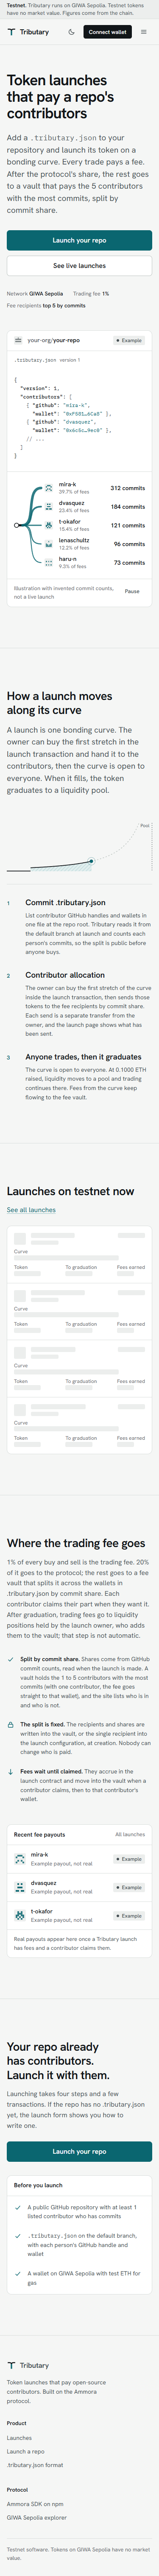 Testnet. Tributary runs on GIWA Sepolia. Testnet tokens
have no market value. Figures come from the chain.
Tributary
Connect wallet
Token launches
that pay a repo's
contributors
Add a .tributary.json to your
repository and launch its token on a
bonding curve. Every trade pays a fee.
After the protocol's share, the rest goes
to a vault that pays the 5 contributors
with the most commits, split by
commit share.
Launch your repo
See live launches
Network GIWA Sepolia Trading fee 1%
Fee recipients top 5 by commits
your-org/your-repo
Example
.tributary.json version 1
{
"version": 1,
"contributors": [
{ "github": "mira-k",
"wallet": 
{ "github": "dvasquez",
"wallet": 
// ...
]
}
mira-k
39.7% of fees
312 commits
dvasquez
23.4% of fees
184 commits
t-okafor
15.4% of fees
121 commits
lenaschultz
12.2% of fees
96 commits
haru-n
9.3% of fees
73 commits
Illustration with invented commit counts,
not a live launch
Pause
How a launch moves
along its curve
A launch is one bonding curve. The
owner can buy the first stretch in the
launch transaction and hand it to the
contributors, then the curve is open to
everyone. When it fills, the token
graduates to a liquidity pool.
Pool
1
Commit .tributary.json
List contributor GitHub handles and wallets in
one file at the repo root. Tributary reads it from
the default branch at launch and counts each
person's commits, so the split is public before
anyone buys.
2
Contributor allocation
The owner can buy the first stretch of the curve
inside the launch transaction, then sends those
tokens to the fee recipients by commit share.
Each send is a separate transfer from the
owner, and the launch page shows what has
been sent.
3
Anyone trades, then it graduates
The curve is open to everyone. At 0.1000 ETH
raised, liquidity moves to a pool and trading
continues there. Fees from the curve keep
flowing to the fee vault.
Launches on testnet now
See all launches
Curve
Token To graduation Fees earned
Curve
Token To graduation Fees earned
Curve
Token To graduation Fees earned
Curve
Token To graduation Fees earned
Where the trading fee goes
1% of every buy and sell is the trading fee. 20%
of it goes to the protocol; the rest goes to a fee
vault that splits it across the wallets in
.tributary.json by commit share. Each
contributor claims their part when they want it.
After graduation, trading fees go to liquidity
positions held by the launch owner, who adds
them to the vault; that step is not automatic.
Split by commit share. Shares come from GitHub
commit counts, read when the launch is made. A
vault holds the 1 to 5 contributors with the most
commits (with one contributor, the fee goes
straight to that wallet), and the site lists who is in
and who is not.
The split is fixed. The recipients and shares are
written into the vault, or the single recipient into
the launch configuration, at creation. Nobody can
change who is paid.
Fees wait until claimed. They accrue in the
launch contract and move into the vault when a
contributor claims, then to that contributor's
wallet.
Recent fee payouts
All launches
mira-k
Example payout, not real
Example
dvasquez
Example payout, not real
Example
t-okafor
Example payout, not real
Example
Real payouts appear here once a Tributary launch
has fees and a contributor claims them.
Your repo already
has contributors.
Launch it with them.
Launching takes four steps and a few
transactions. If the repo has no .tributary.json
yet, the launch form shows you how to
write one.
Launch your repo
Before you launch
A public GitHub repository with at least 1
listed contributor who has commits
.tributary.json on the default branch,
with each person's GitHub handle and
wallet
A wallet on GIWA Sepolia with test ETH for
gas
Tributary
Token launches that pay open source
contributors. Built on the Ammora
protocol.
Product
Launches
Launch a repo
.tributary.json format
Protocol
Ammora SDK on npm
GIWA Sepolia explorer
Testnet software. Tokens on GIWA Sepolia have no market
value.